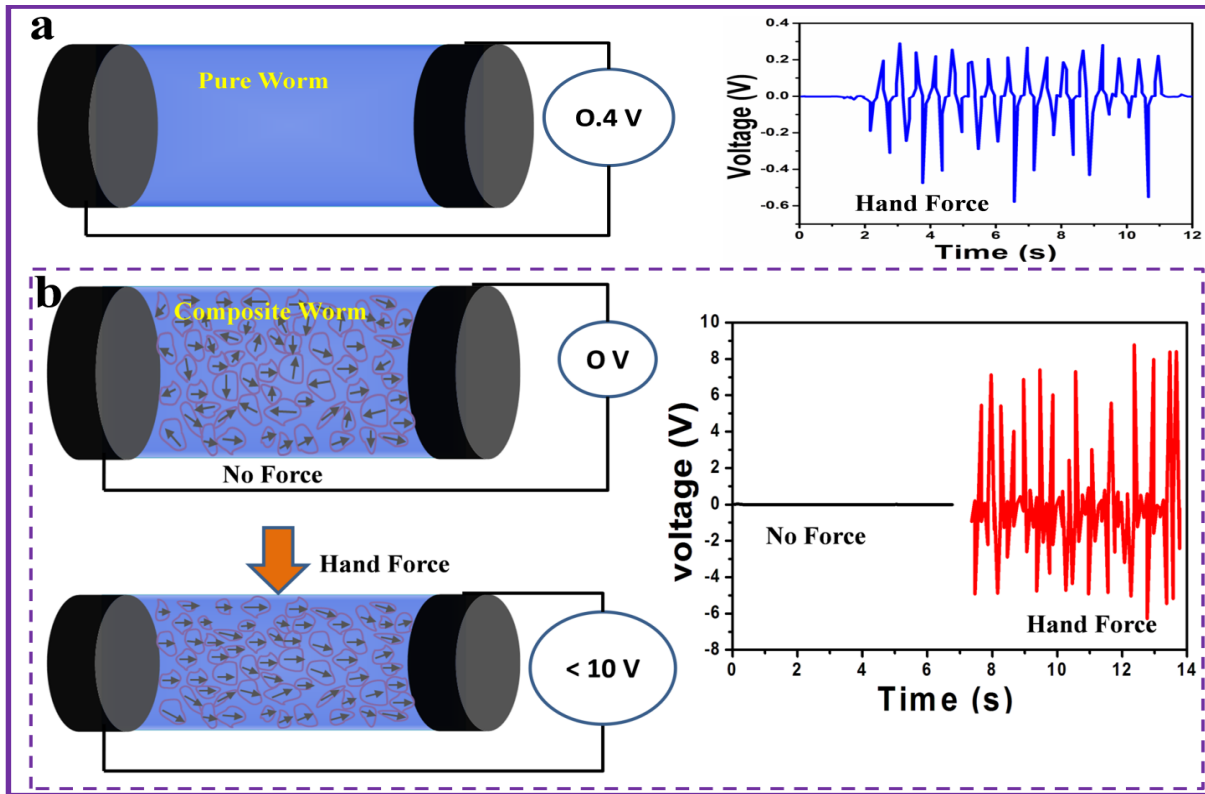 a
Pure Worm
O.4 V
Voltage (V)
0.4
0.2
0.0
-0.2
-0.4
-0.6
Hand Force
0 2 4 6 8 10 12
Time (s)
b
Composite Worm
O V
No Force
Hand Force
< 10 V
voltage (V)
10
8
6
4
2
0
-2
-4
-6
-8
No Force
Hand Force
0 2 4 6 8 10 12 14
Time (s)